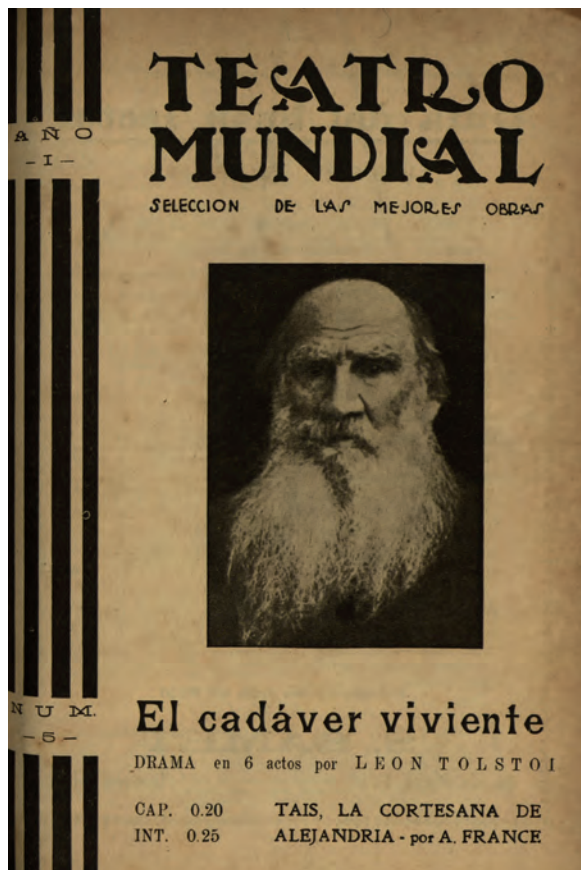 TEATRO
MUNDIAL
SELECCION DE LAS MEJORES OBRAS
AÑO
-I-
NUM.
-5-
El cadáver viviente
DRAMA en 6 actos por LEON TOLSTOI
CAP. 0.20
INT. 0.25
TAIS, LA CORTESANA DE
ALEJANDRIA - por A. FRANCE